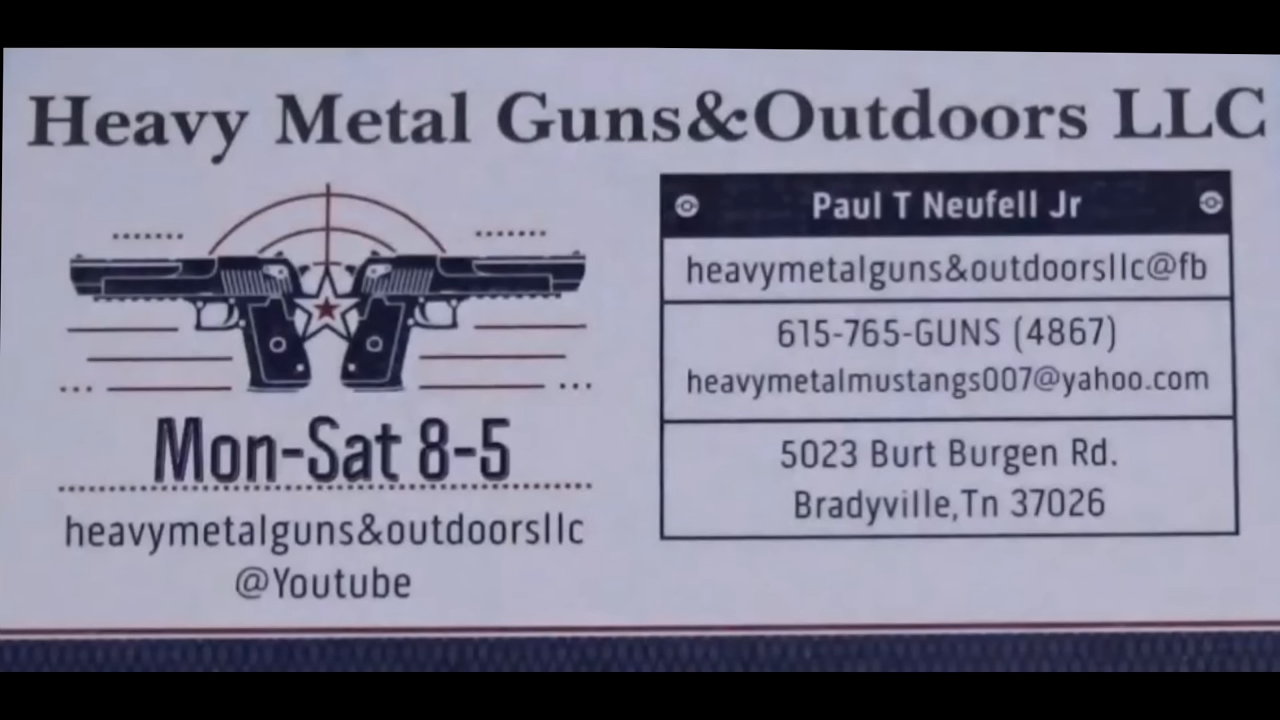 Heavy Metal Guns&Outdoors LLC
Mon-Sat 8-5
heavymetalguns&outdoorsllc
@Youtube
Paul T Neufell Jr
heavymetalguns&outdoorsllc@fb
615-765-GUNS (4867)
heavymetalmustangs007@yahoo.com
5023 Burt Burgen Rd.
Bradyville,Tn 37026